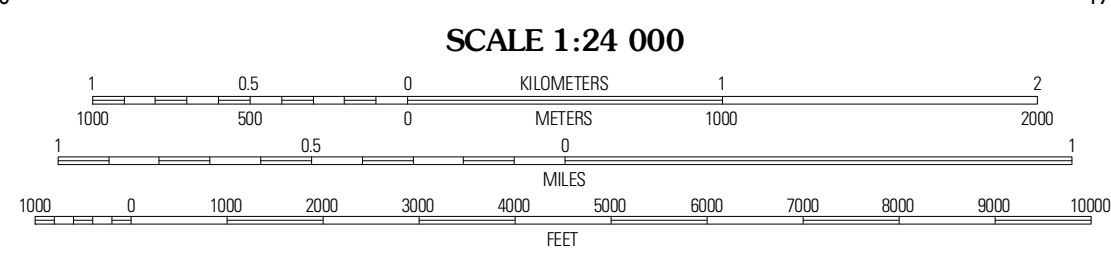 SCALE 1:24 000
1 0.5 0 KILOMETERS 1 2
1000 500 0 METERS 1000 2000
1 0.5 0 1
MILES
1000 0 1000 2000 3000 4000 5000 6000 7000 8000 9000 10000
FEET